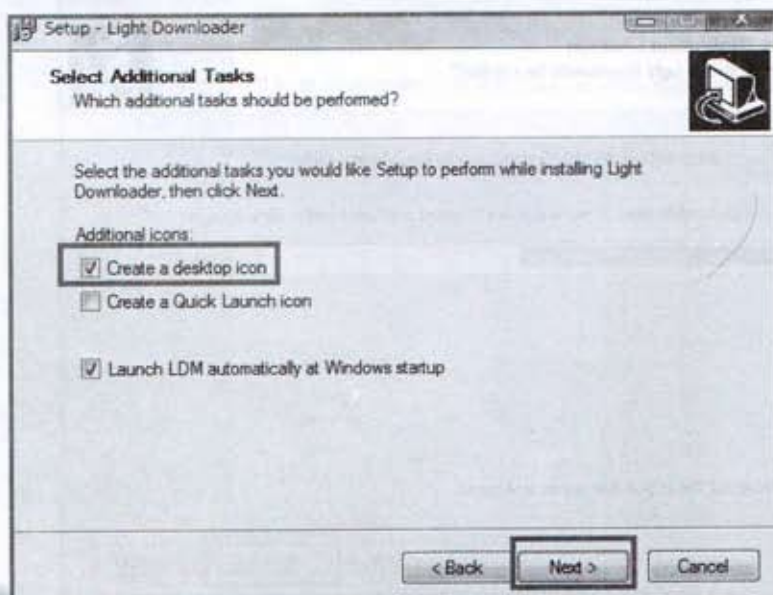 Setup - Light Downloader
Select Additional Tasks
Which additional tasks should be performed?
Select the additional tasks you would like Setup to perform while installing Light
Downloader, then click Next.
Additional icons:
Create a desktop icon
Create a Quick Launch icon
Launch LDM automatically at Windows startup
< Back Next > Cancel